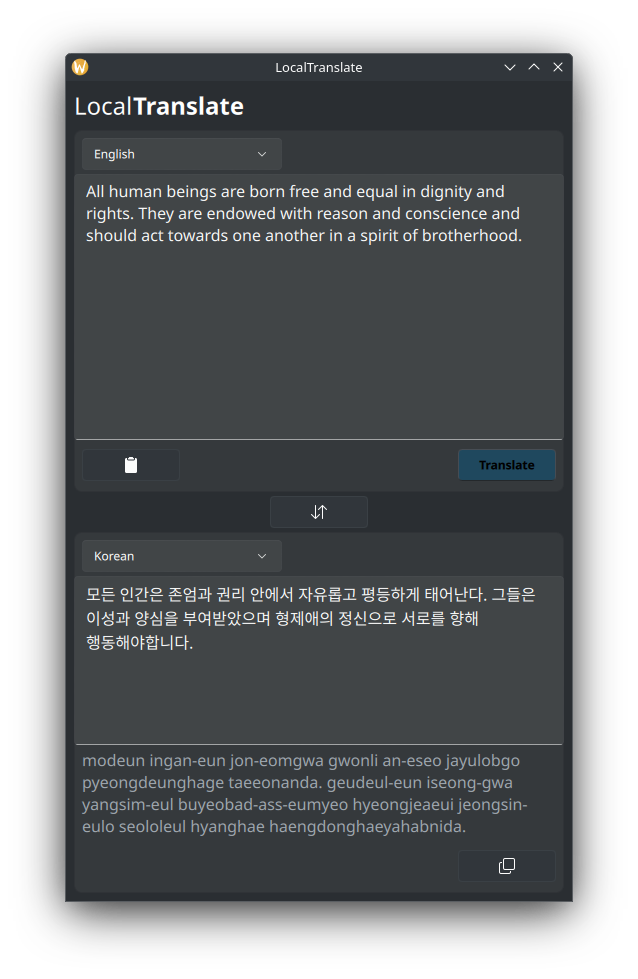 LocalTranslate
LocalTranslate
English
All human beings are born free and equal in dignity and
rights. They are endowed with reason and conscience and
should act towards one another in a spirit of brotherhood.
Translate
Korean
모든 인간은 존엄과 권리 안에서 자유롭고 평등하게 태어난다. 그들은
이성과 양심을 부여받았으며 형제애의 정신으로 서로를 향해
행동해야합니다.
modeun ingan-eun jon-eomgwa gwonli an-eseo jayulobgo
pyeongdeunghage taeeonanda. geudeul-eun iseong-gwa
yangsim-eul buyeobad-ass-eumyeo hyeongjeaeui jeongsin-
eulo seololeul hyanghae haengdonghaeyahabnida.